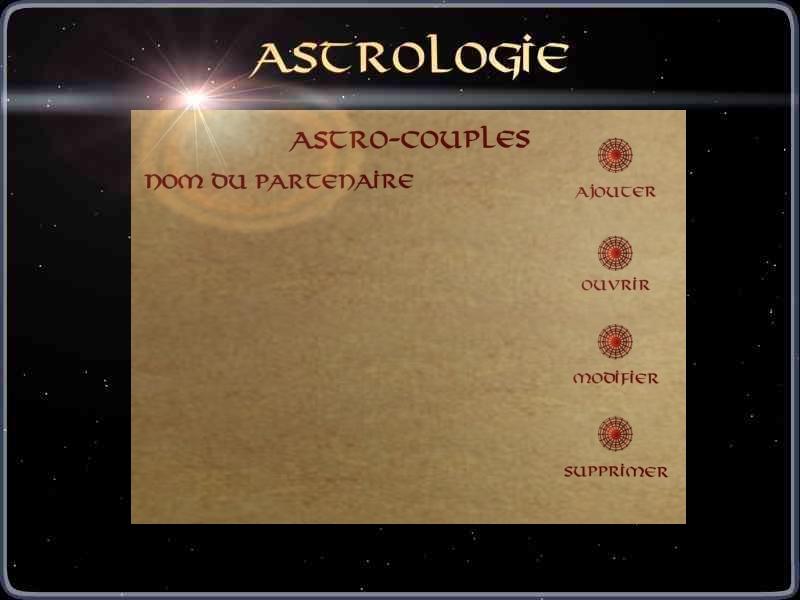 ASTROLOGIE
ASTRO-COUPLES
NOM DU PARTENAIRE
AJOUTER
OUVRIR
MODIFIER
SUPPRIMER